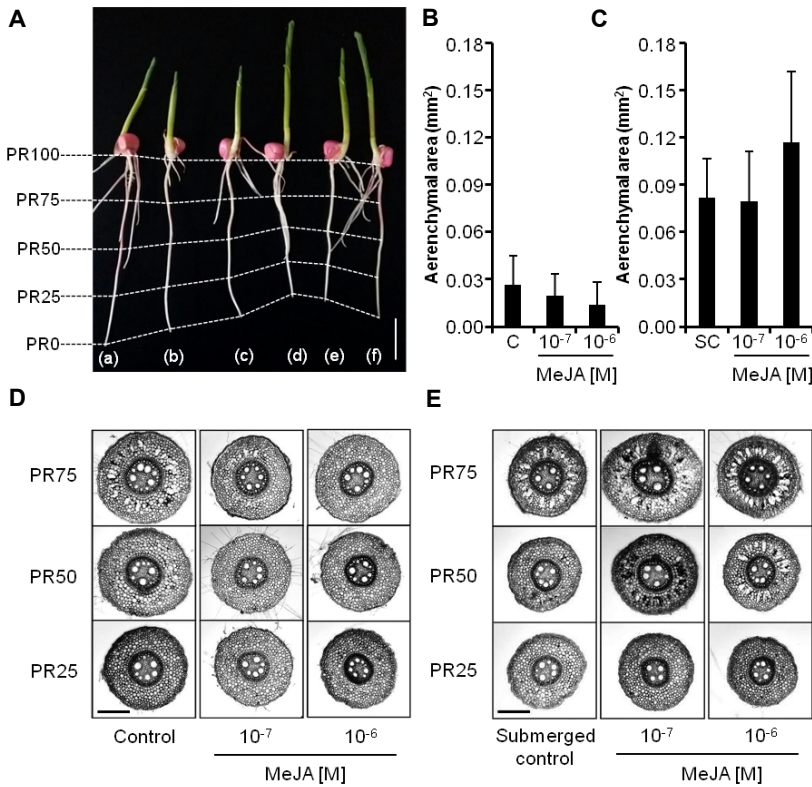 A
PR100
PR75
PR50
PR25
PR0
(a) (b) (c) (d) (e) (f)
B
Aerenchymal area (mm²)
0.18
0.15
0.12
0.09
0.06
0.03
0.00
C 10⁻⁷ 10⁻⁶
MeJA [M]
C
Aerenchymal area (mm²)
0.18
0.15
0.12
0.09
0.06
0.03
0.00
SC 10⁻⁷ 10⁻⁶
MeJA [M]
D
PR75
PR50
PR25
Control 10⁻⁷ 10⁻⁶
MeJA [M]
E
PR75
PR50
PR25
Submerged control 10⁻⁷ 10⁻⁶
MeJA [M]